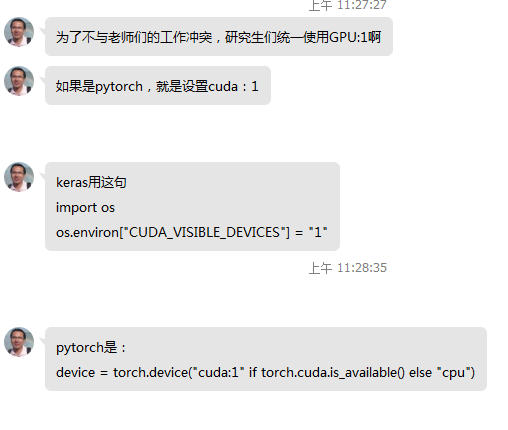 上午 11:27:27
为了不与老师们的工作冲突，研究生们统一使用GPU:1啊
如果是pytorch，就是设置cuda：1
keras用这句
import os
os.environ["CUDA_VISIBLE_DEVICES"] = "1"
上午 11:28:35
pytorch是：
device = torch.device("cuda:1" if torch.cuda.is_available() else "cpu")